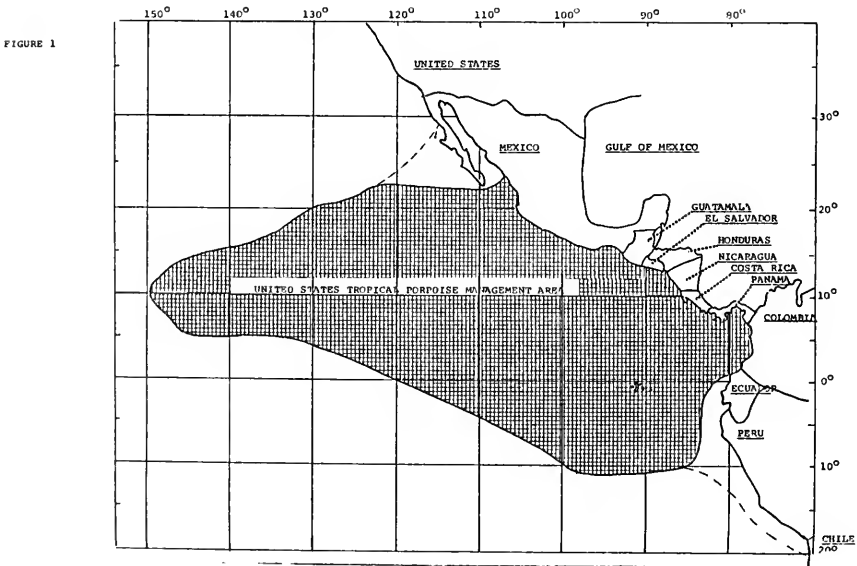 150° 140° 130° 120° 110° 100° 90° 80°
FIGURE 1
UNITED STATES
30°
MEXICO
GULF OF MEXICO
GUATAMALA
20°
EL SALVADOR
HONDURAS
NICARAGUA
COSTA RICA
PANAMA
UNITED STATES TROPICAL PORPOISE MANAGEMENT AREA
10°
COLOMBIA
0°
ECUADOR
PERU
10°
CHILE
20°